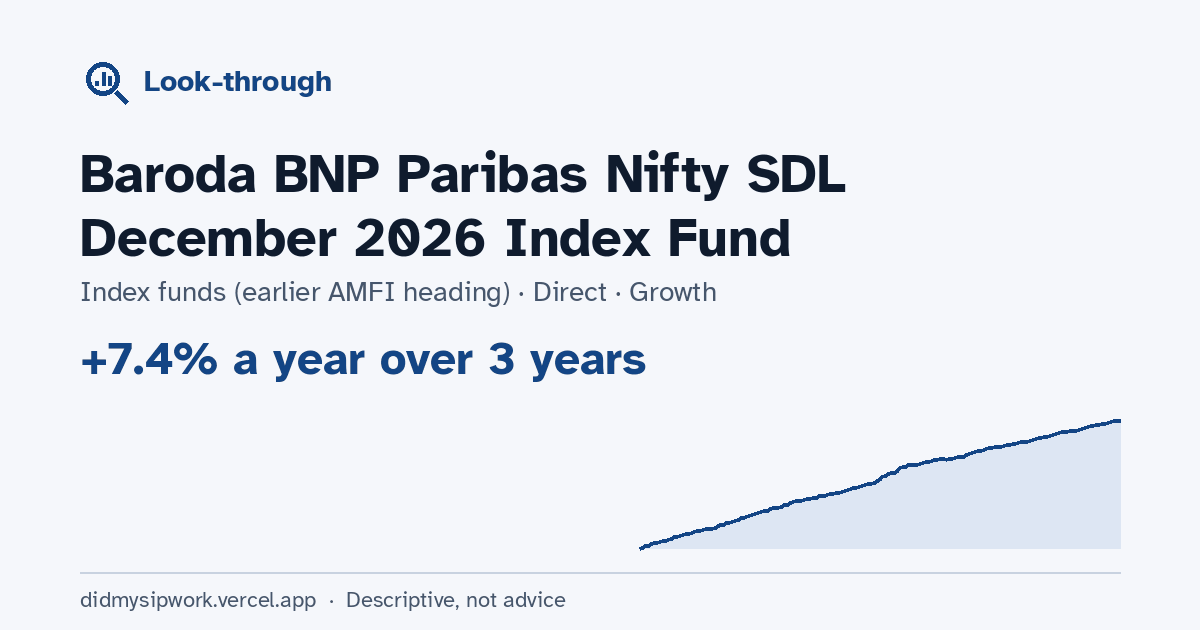 Look-through
Baroda BNP Paribas Nifty SDL
December 2026 Index Fund
Index funds (earlier AMFI heading) · Direct · Growth
+7.4% a year over 3 years
didmysipwork.vercel.app · Descriptive, not advice